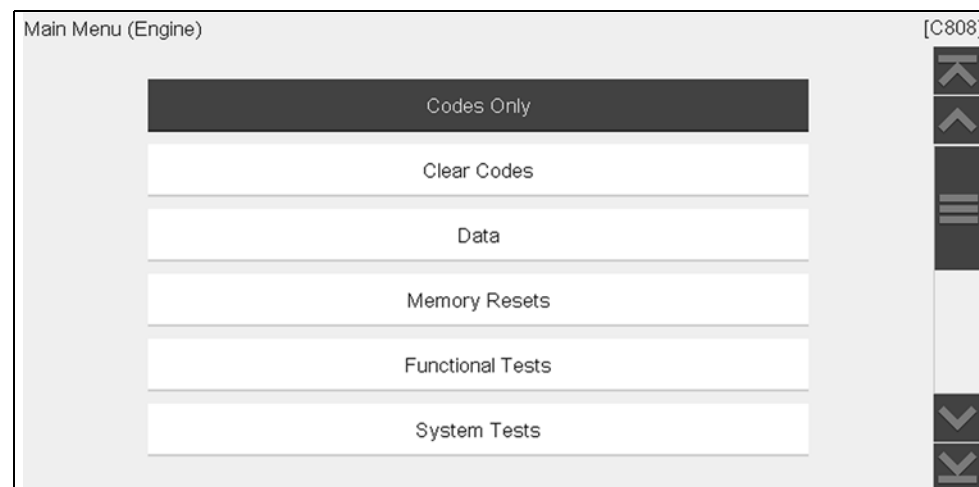 Main Menu (Engine) [C808]
Codes Only
Clear Codes
Data
Memory Resets
Functional Tests
System Tests